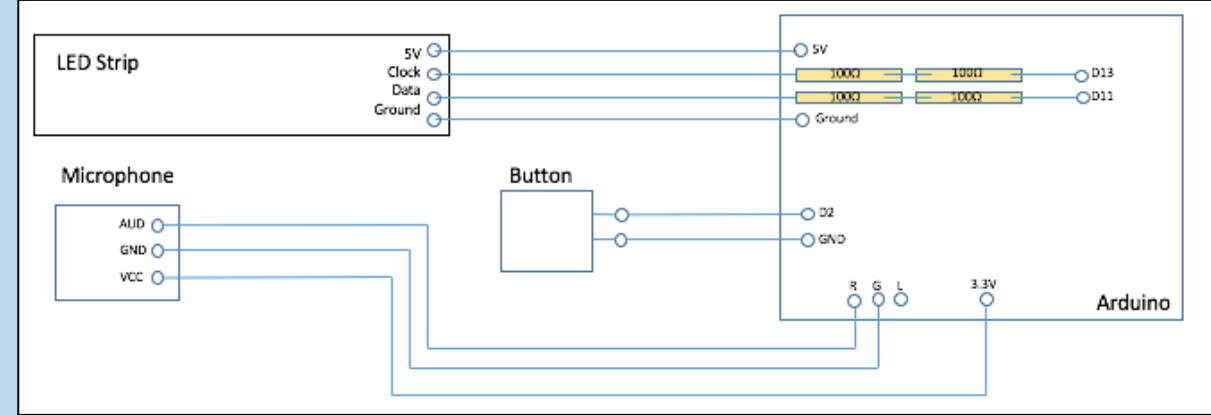 LED Strip
5V
Clock
Data
Ground
5V
100Ω 100Ω D13
100Ω 100Ω D11
Ground
Microphone
AUD
GND
VCC
Button
D2
GND
R G L 3.3V
Arduino